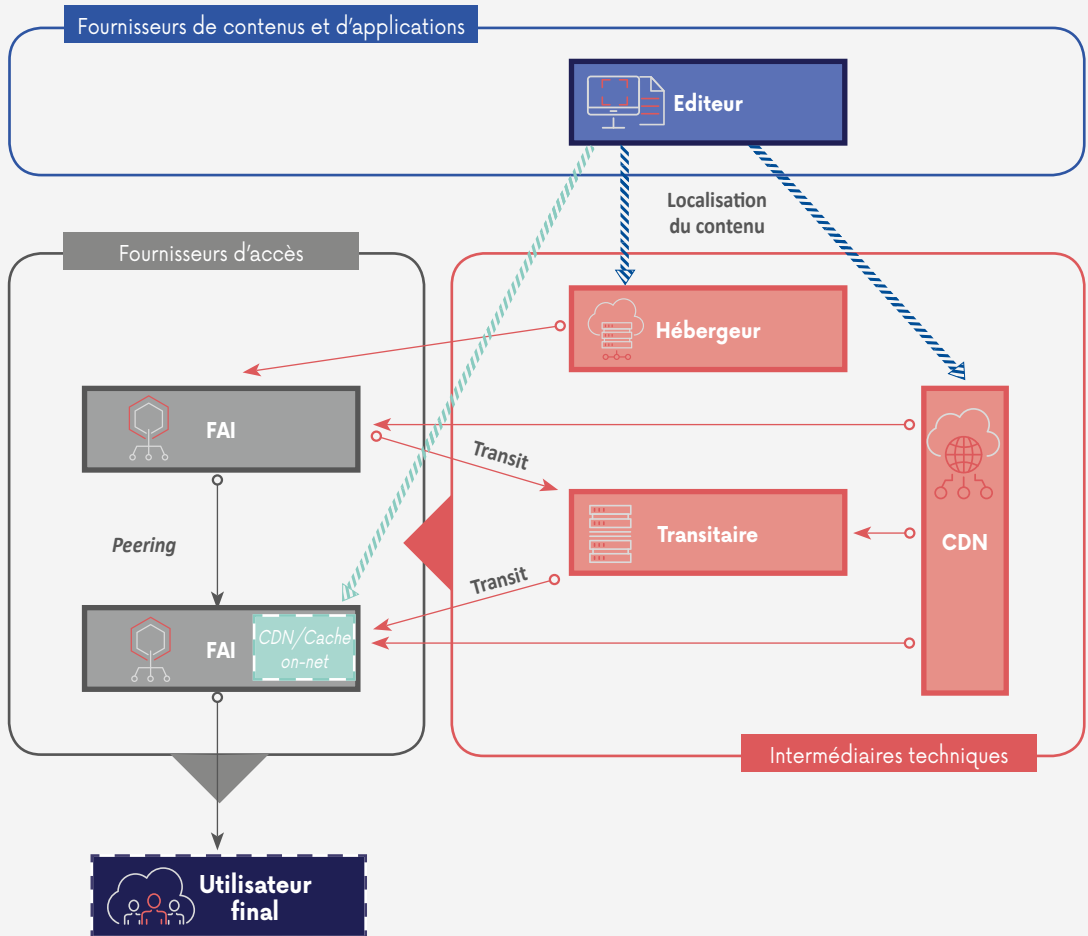 Fournisseurs de contenus et d'applications
Editeur
Localisation
du contenu
Fournisseurs d'accès
Hébergeur
FAI
Transit
Peering
Transitaire
CDN
Transit
FAI
CDN/Cache
on-net
Intermédiaires techniques
Utilisateur
final